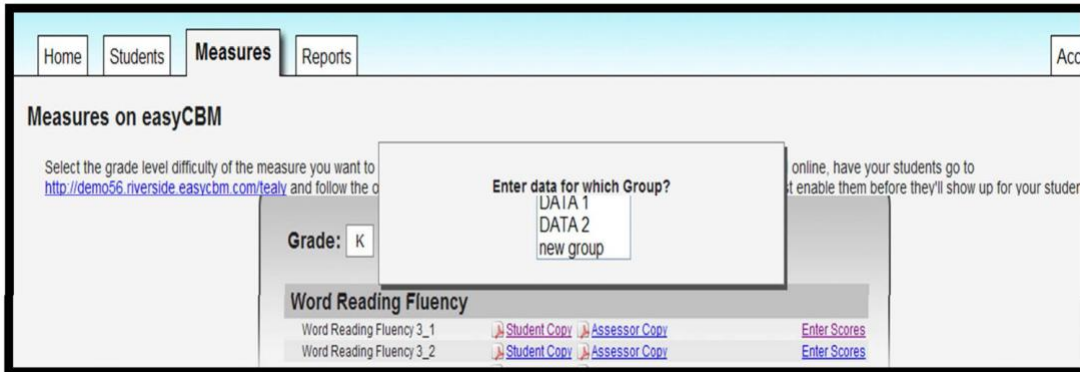 Home Students Measures Reports Acc
Measures on easyCBM
Select the grade level difficulty of the measure you want to online, have your students go to
http://demo56.riverside.easycbm.com/tealy and follow the o t enable them before they'll show up for your studen
Enter data for which Group?
DATA 1
DATA 2
new group
Grade: K
Word Reading Fluency
Word Reading Fluency 3_1 Student Copy Assessor Copy Enter Scores
Word Reading Fluency 3_2 Student Copy Assessor Copy Enter Scores